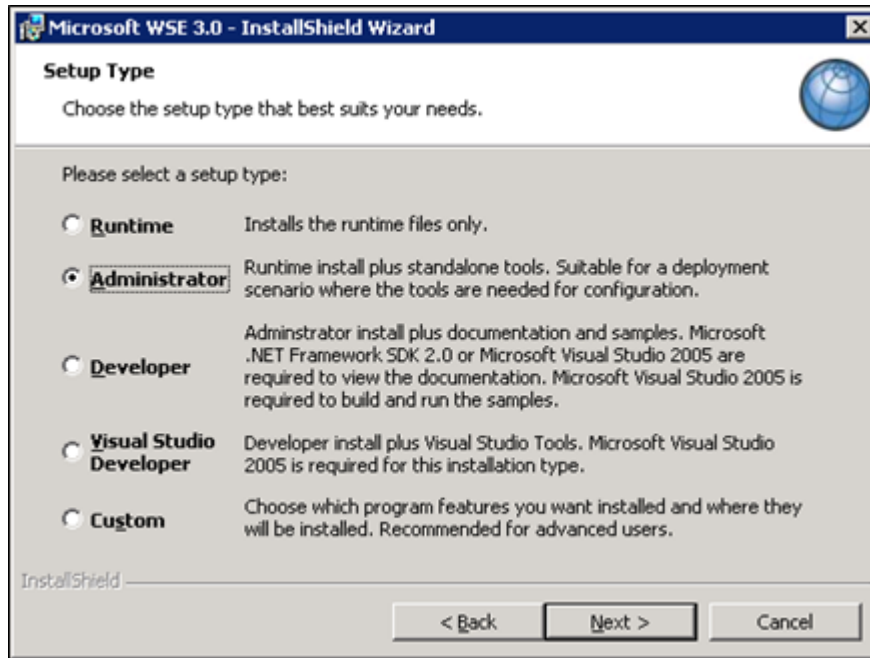 Microsoft WSE 3.0 - InstallShield Wizard
Setup Type
Choose the setup type that best suits your needs.
Please select a setup type:
Runtime
Installs the runtime files only.
Administrator
Runtime install plus standalone tools. Suitable for a deployment
scenario where the tools are needed for configuration.
Developer
Adminstrator install plus documentation and samples. Microsoft
.NET Framework SDK 2.0 or Microsoft Visual Studio 2005 are
required to view the documentation. Microsoft Visual Studio 2005 is
required to build and run the samples.
Visual Studio
Developer
Developer install plus Visual Studio Tools. Microsoft Visual Studio
2005 is required for this installation type.
Custom
Choose which program features you want installed and where they
will be installed. Recommended for advanced users.
InstallShield
< Back
Next >
Cancel